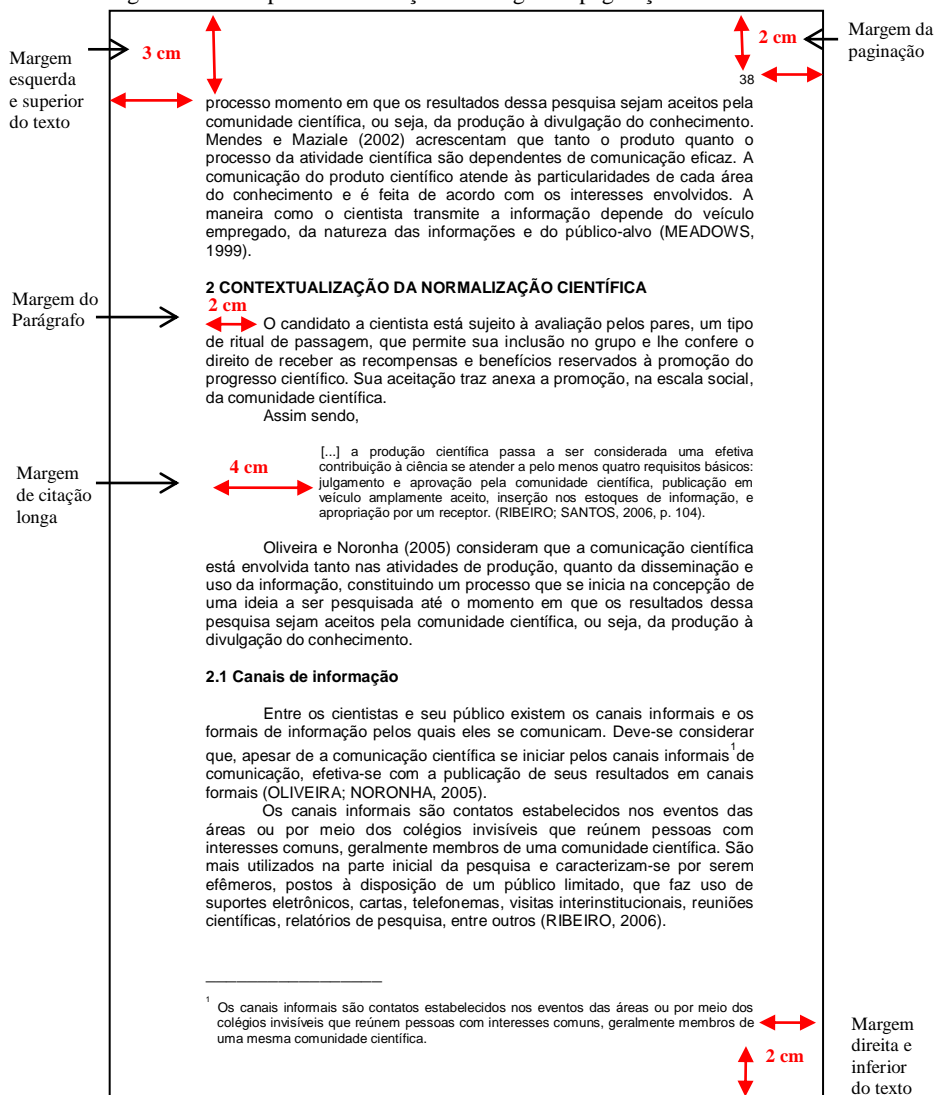 Margem
esquerda
e superior
do texto
3 cm
2 cm
Margem da
paginação
38
processo momento em que os resultados dessa pesquisa sejam aceitos pela
comunidade científica, ou seja, da produção à divulgação do conhecimento.
Mendes e Maziale (2002) acrescentam que tanto o produto quanto o
processo da atividade científica são dependentes de comunicação eficaz. A
comunicação do produto científico atende às particularidades de cada área
do conhecimento e é feita de acordo com os interesses envolvidos. A
maneira como o cientista transmite a informação depende do veículo
empregado, da natureza das informações e do público-alvo (MEADOWS,
1999).
2 CONTEXTUALIZAÇÃO DA NORMALIZAÇÃO CIENTÍFICA
Margem do
Parágrafo
2 cm
O candidato a cientista está sujeito à avaliação pelos pares, um tipo
de ritual de passagem, que permite sua inclusão no grupo e lhe confere o
direito de receber as recompensas e benefícios reservados à promoção do
progresso científico. Sua aceitação traz anexa a promoção, na escala social,
da comunidade científica.
Assim sendo,
Margem
de citação
longa
4 cm
[...] a produção científica passa a ser considerada uma efetiva
contribuição à ciência se atender a pelo menos quatro requisitos básicos:
julgamento e aprovação pela comunidade científica, publicação em
veículo amplamente aceito, inserção nos estoques de informação, e
apropriação por um receptor. (RIBEIRO; SANTOS, 2006, p. 104).
Oliveira e Noronha (2005) consideram que a comunicação científica
está envolvida tanto nas atividades de produção, quanto da disseminação e
uso da informação, constituindo um processo que se inicia na concepção de
uma ideia a ser pesquisada até o momento em que os resultados dessa
pesquisa sejam aceitos pela comunidade científica, ou seja, da produção à
divulgação do conhecimento.
2.1 Canais de informação
Entre os cientistas e seu público existem os canais informais e os
formais de informação pelos quais eles se comunicam. Deve-se considerar
que, apesar de a comunicação científica se iniciar pelos canais informais¹de
comunicação, efetiva-se com a publicação de seus resultados em canais
formais (OLIVEIRA; NORONHA, 2005).
Os canais informais são contatos estabelecidos nos eventos das
áreas ou por meio dos colégios invisíveis que reúnem pessoas com
interesses comuns, geralmente membros de uma comunidade científica. São
mais utilizados na parte inicial da pesquisa e caracterizam-se por serem
efêmeros, postos à disposição de um público limitado, que faz uso de
suportes eletrônicos, cartas, telefonemas, visitas interinstitucionais, reuniões
científicas, relatórios de pesquisa, entre outros (RIBEIRO, 2006).
¹ Os canais informais são contatos estabelecidos nos eventos das áreas ou por meio dos
colégios invisíveis que reúnem pessoas com interesses comuns, geralmente membros de
uma mesma comunidade científica.
2 cm
Margem
direita e
inferior
do texto